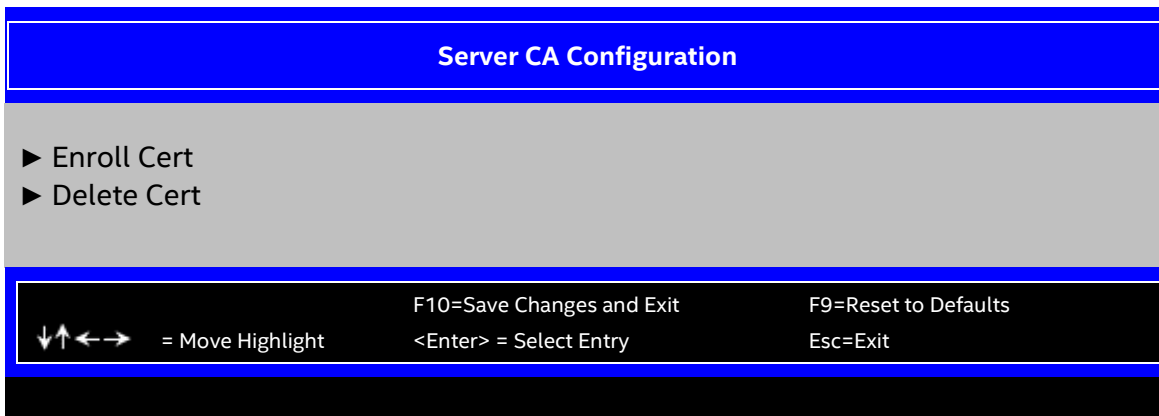 Server CA Configuration
► Enroll Cert
► Delete Cert
F10=Save Changes and Exit F9=Reset to Defaults
↓↑←→ = Move Highlight <Enter> = Select Entry Esc=Exit